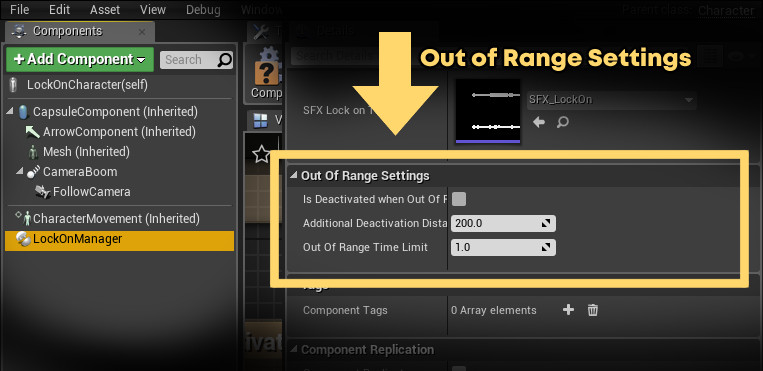 File Edit Asset View Debug Window
Parent Class: Character
Components
+ Add Component
Search
LockOnCharacter(self)
CapsuleComponent (Inherited)
ArrowComponent (Inherited)
Mesh (Inherited)
CameraBoom
FollowCamera
CharacterMovement (Inherited)
LockOnManager
Comp
Out of Range Settings
SFX Lock on T
SFX_LockOn
Out Of Range Settings
Is Deactivated when Out Of R
Additional Deactivation Dista
200.0
Out Of Range Time Limit
1.0
Tags
Component Tags
0 Array elements
Component Replication